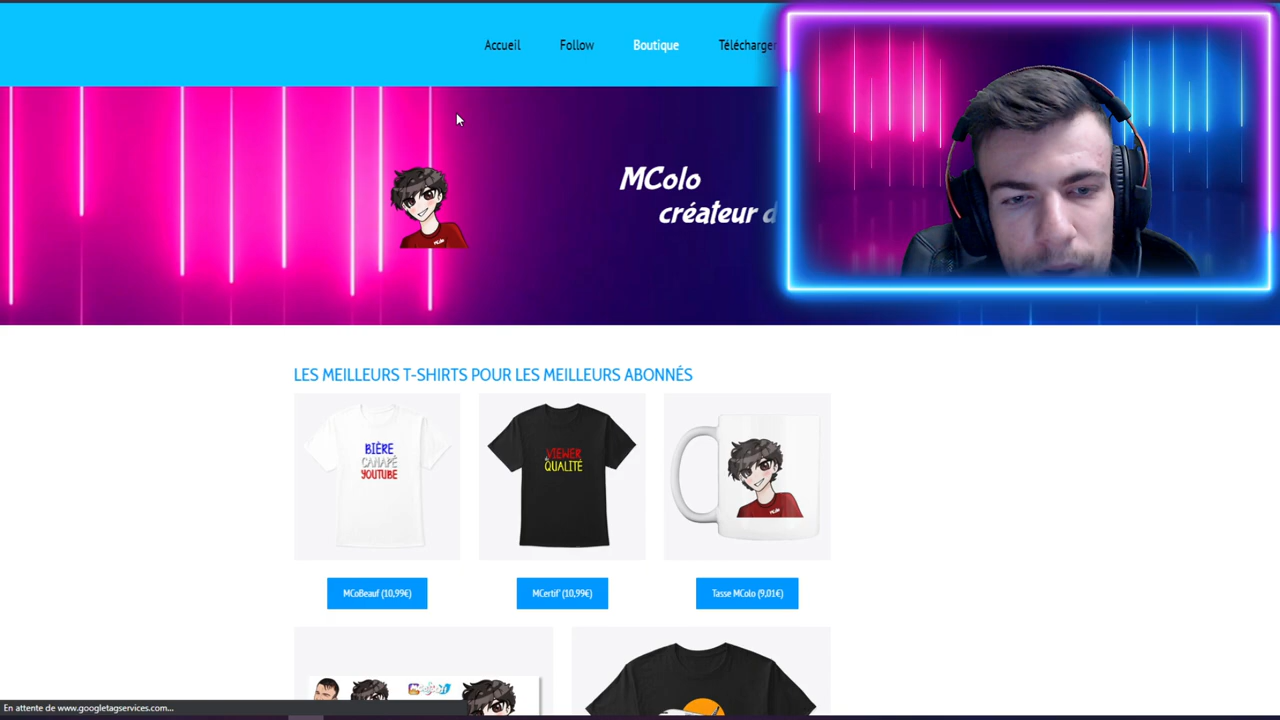 Accueil Follow Boutique Télécharger
MColo
créateur d
LES MEILLEURS T-SHIRTS POUR LES MEILLEURS ABONNÉS
BIÈRE
CANAPÉ
YOUTUBE
VIEWER
QUALITÉ
MCoBeauf (10,99€) MCertif' (10,99€) Tasse MColo (9,01€)
En attente de www.googletagservices.com...